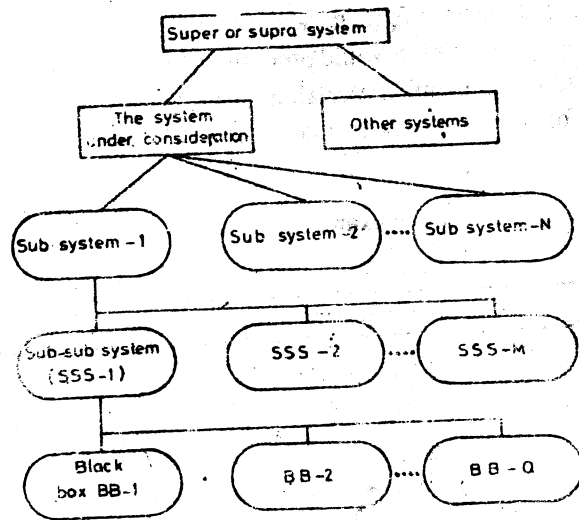 Super or supra system
The system
under consideration
Other systems
Sub system -1
Sub system -2
....
Sub system -N
Sub-sub system
(SSS-1)
SSS -2
....
SSS-M
Black
box BB-1
BB-2
....
BB-Q